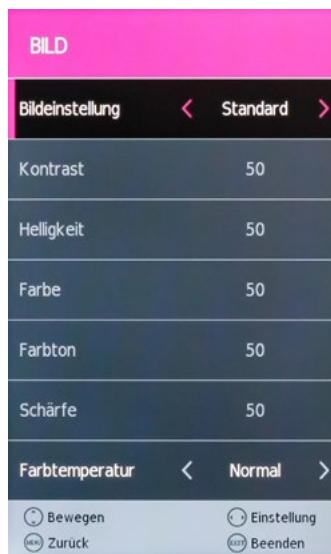 BILD
Bildeinstellung < Standard >
Kontrast 50
Helligkeit 50
Farbe 50
Farbton 50
Schärfe 50
Farbtemperatur < Normal >
Bewegen Einstellung
MENU Zurück EXIT Beenden